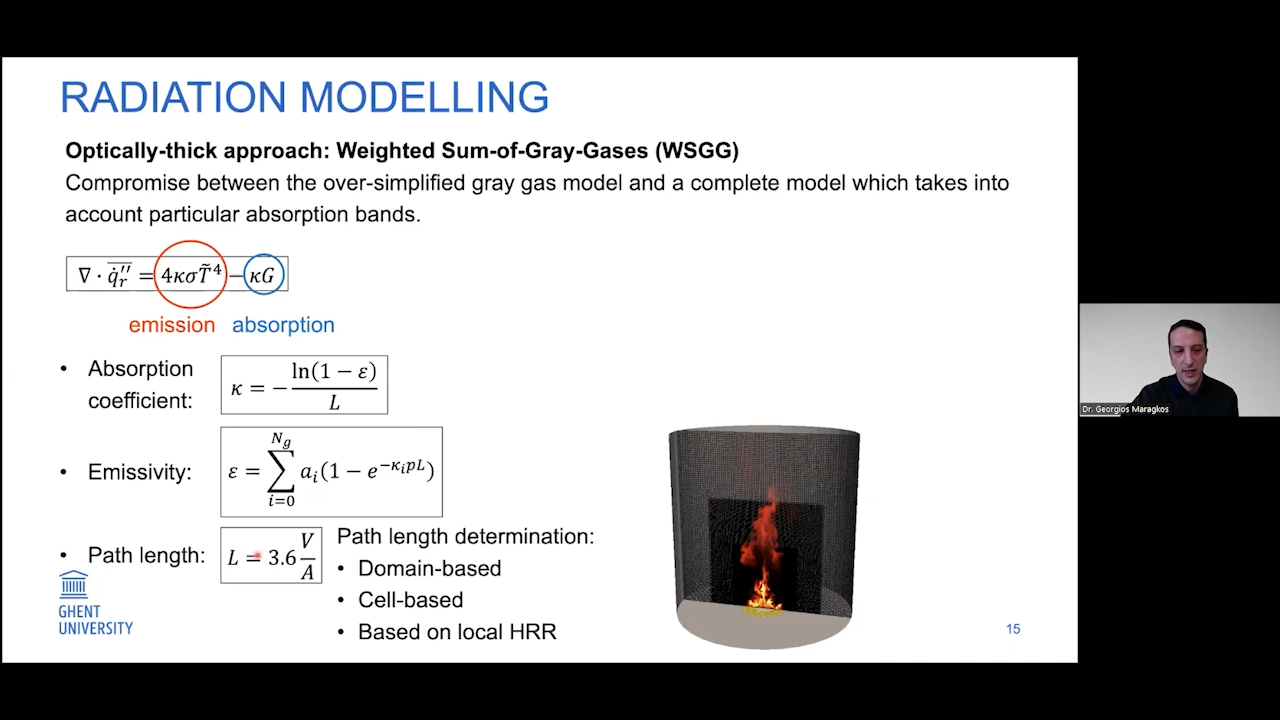 RADIATION MODELLING
Optically-thick approach: Weighted Sum-of-Gray-Gases (WSGG)
Compromise between the over-simplified gray gas model and a complete model which takes into
account particular absorption bands.
∇ · \overline{q̇_r''} = 4κσT̃⁴ − κG
emission absorption
• Absorption
coefficient:
κ = − ln(1 − ε) / L
• Emissivity:
ε = ∑_{i=0}^{N_g} a_i(1 − e^{−κ_i pL})
• Path length:
L = 3.6 V/A
Path length determination:
• Domain-based
• Cell-based
• Based on local HRR
GHENT
UNIVERSITY
15
Dr. Georgios Maragkos